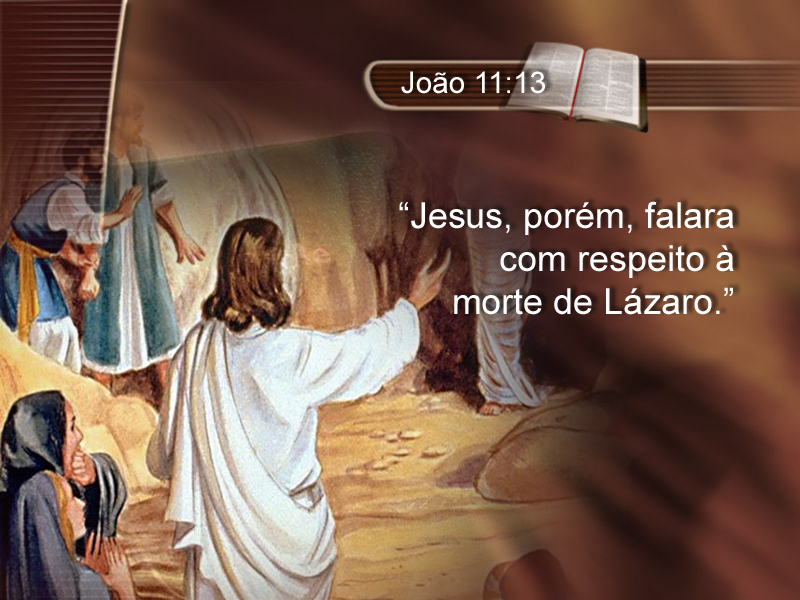 João 11:13
“Jesus, porém, falara
com respeito à
morte de Lázaro.”